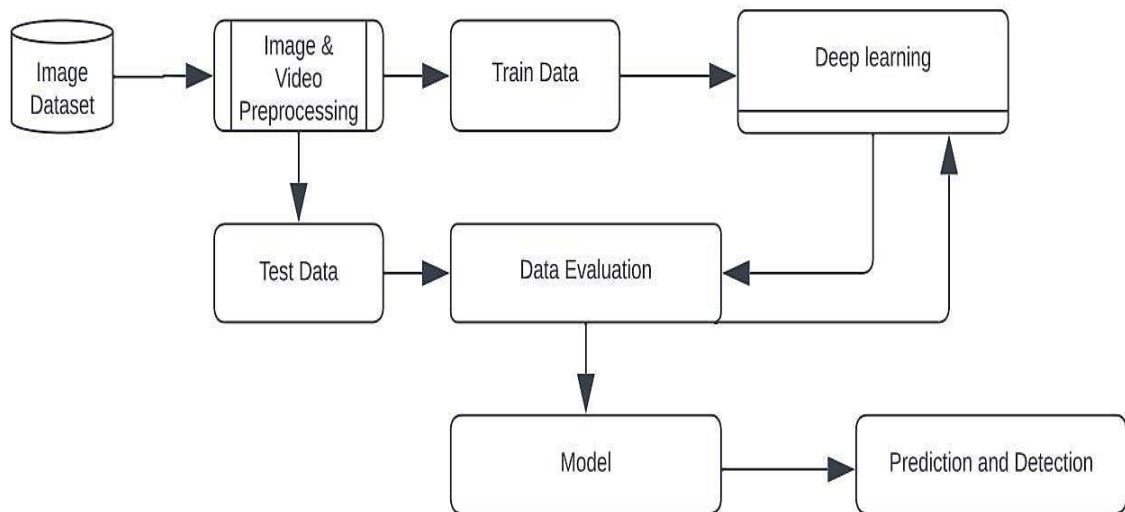 Image
Dataset
Image &
Video
Preprocessing
Train Data
Deep learning
Test Data
Data Evaluation
Model
Prediction and Detection